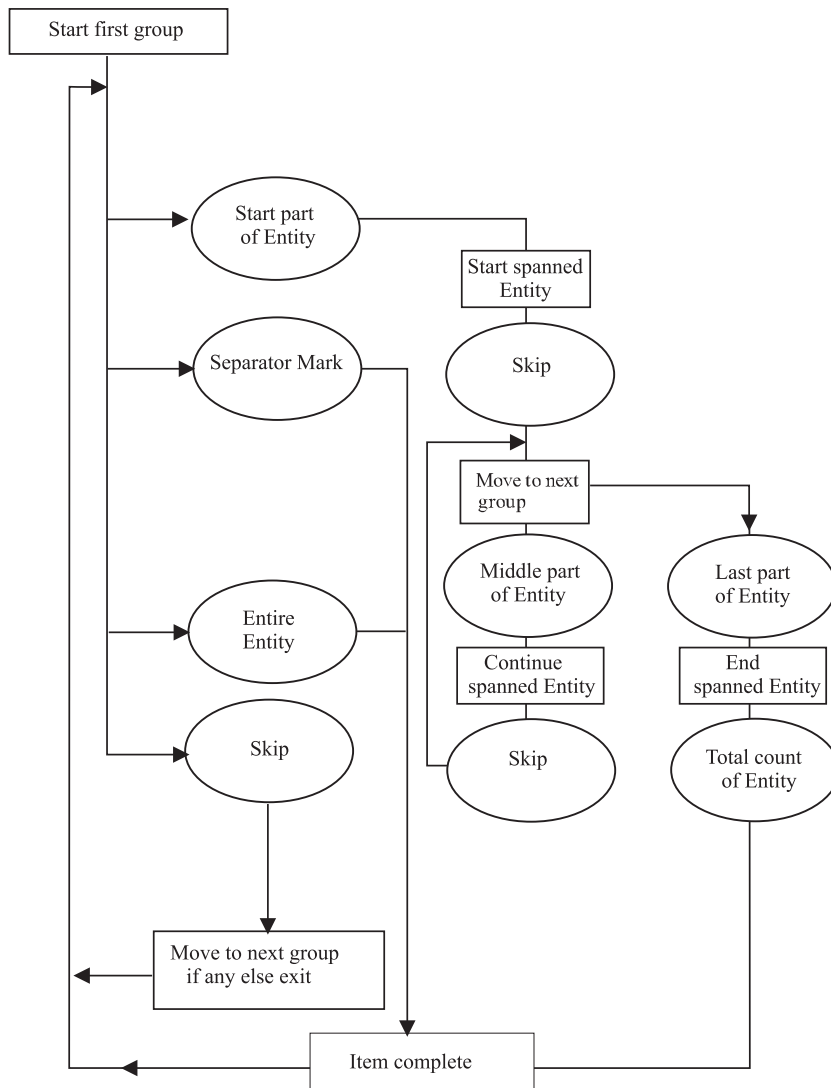 Start first group
Start part
of Entity
Start spanned
Entity
Separator Mark
Skip
Move to next
group
Middle part
of Entity
Last part
of Entity
Entire
Entity
Continue
spanned Entity
End
spanned Entity
Skip
Skip
Total count
of Entity
Move to next group
if any else exit
Item complete